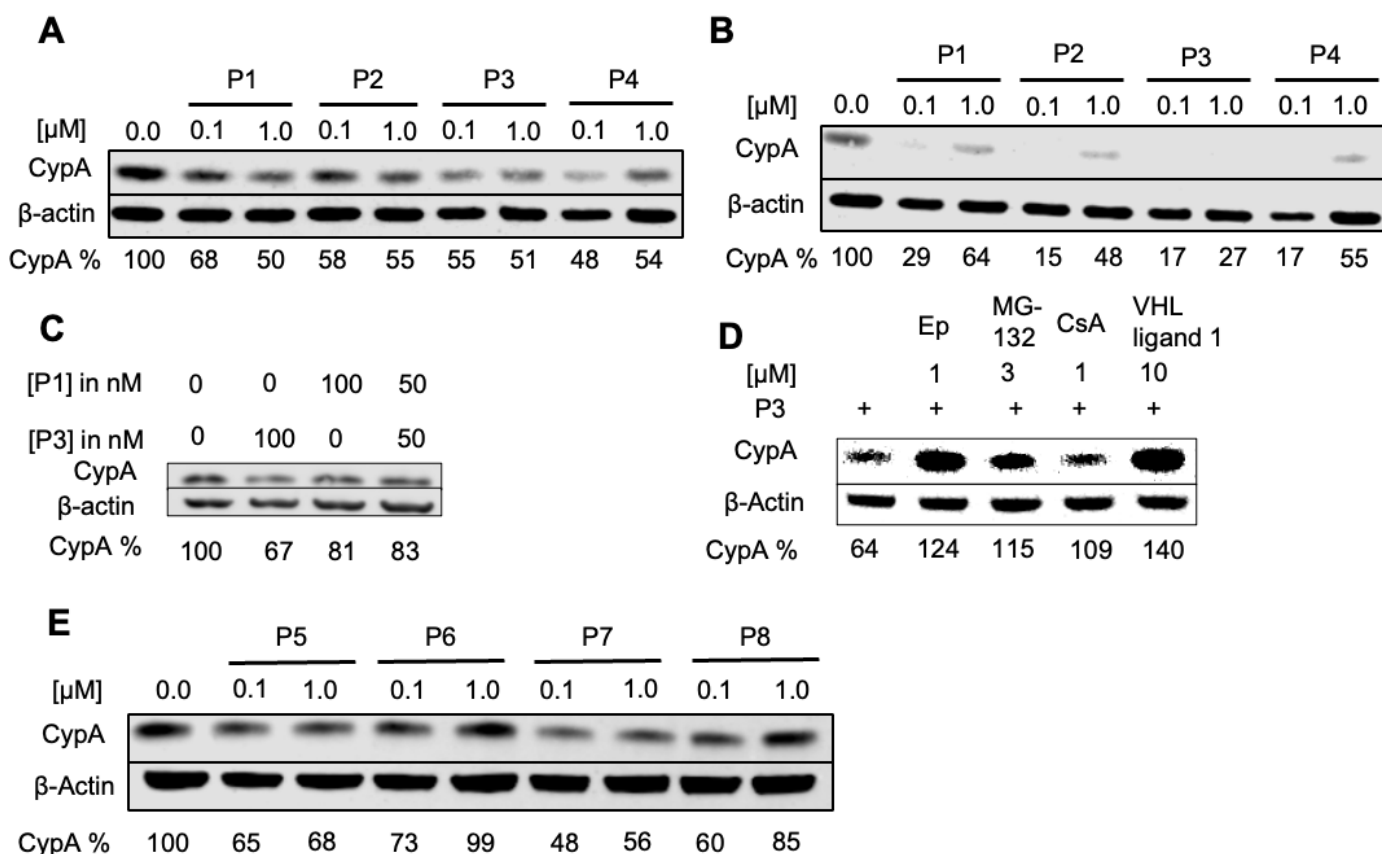 A
P1 P2 P3 P4
[µM] 0.0 0.1 1.0 0.1 1.0 0.1 1.0 0.1 1.0
CypA
β-actin
CypA % 100 68 50 58 55 55 51 48 54
B
P1 P2 P3 P4
0.0 0.1 1.0 0.1 1.0 0.1 1.0 0.1 1.0
CypA
β-actin
CypA % 100 29 64 15 48 17 27 17 55
C
[P1] in nM 0 0 100 50
[P3] in nM 0 100 0 50
CypA
β-actin
CypA % 100 67 81 83
D
Ep MG-132 CsA VHL ligand 1
[µM] 1 3 1 10
P3 + + + + +
CypA
β-Actin
CypA % 64 124 115 109 140
E
P5 P6 P7 P8
[µM] 0.0 0.1 1.0 0.1 1.0 0.1 1.0 0.1 1.0
CypA
β-Actin
CypA % 100 65 68 73 99 48 56 60 85